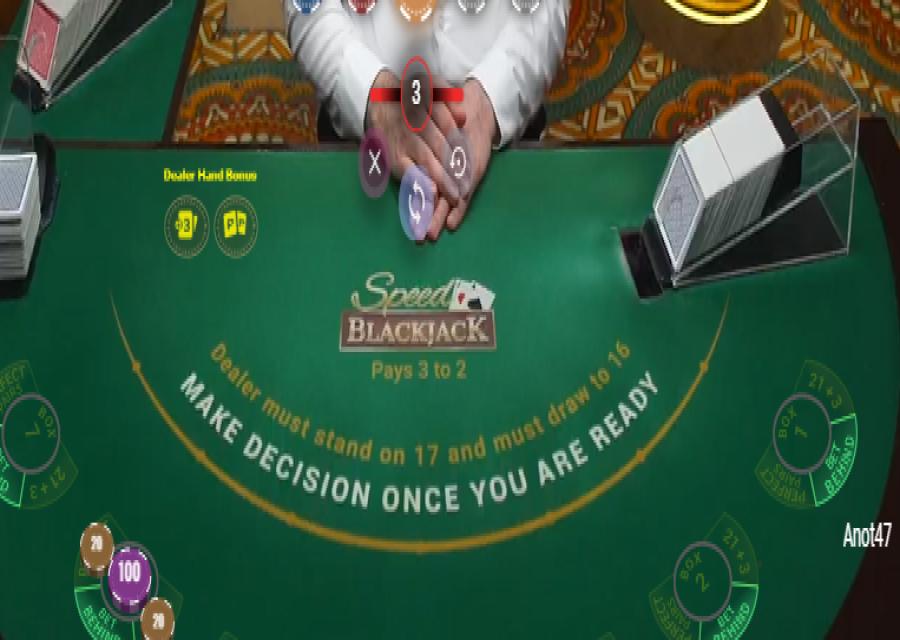 3
X
Dealer Hand Bonus
Speed
BLACKJACK
Pays 3 to 2
Dealer must stand on 17 and must draw to 16
MAKE DECISION ONCE YOU ARE READY
PAIRS
BOX
7
21+3
21+3
BOX
BET
BEHIND
PERFECT
PAIRS
Anot47
20
100
20
BET
BEHIND
21+3
BOX
2
PERFECT
PAIRS
BET
BEHIND